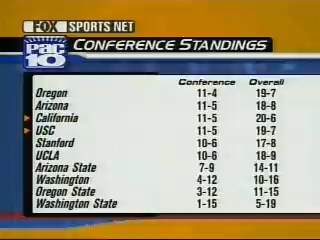 FOX SPORTS NET
PAC 10 CONFERENCE STANDINGS
Conference Overall
Oregon 11-4 19-7
Arizona 11-5 18-8
California 11-5 20-6
USC 11-5 19-7
Stanford 10-6 17-8
UCLA 10-6 18-9
Arizona State 7-9 14-11
Washington 4-12 10-16
Oregon State 3-12 11-15
Washington State 1-15 5-19